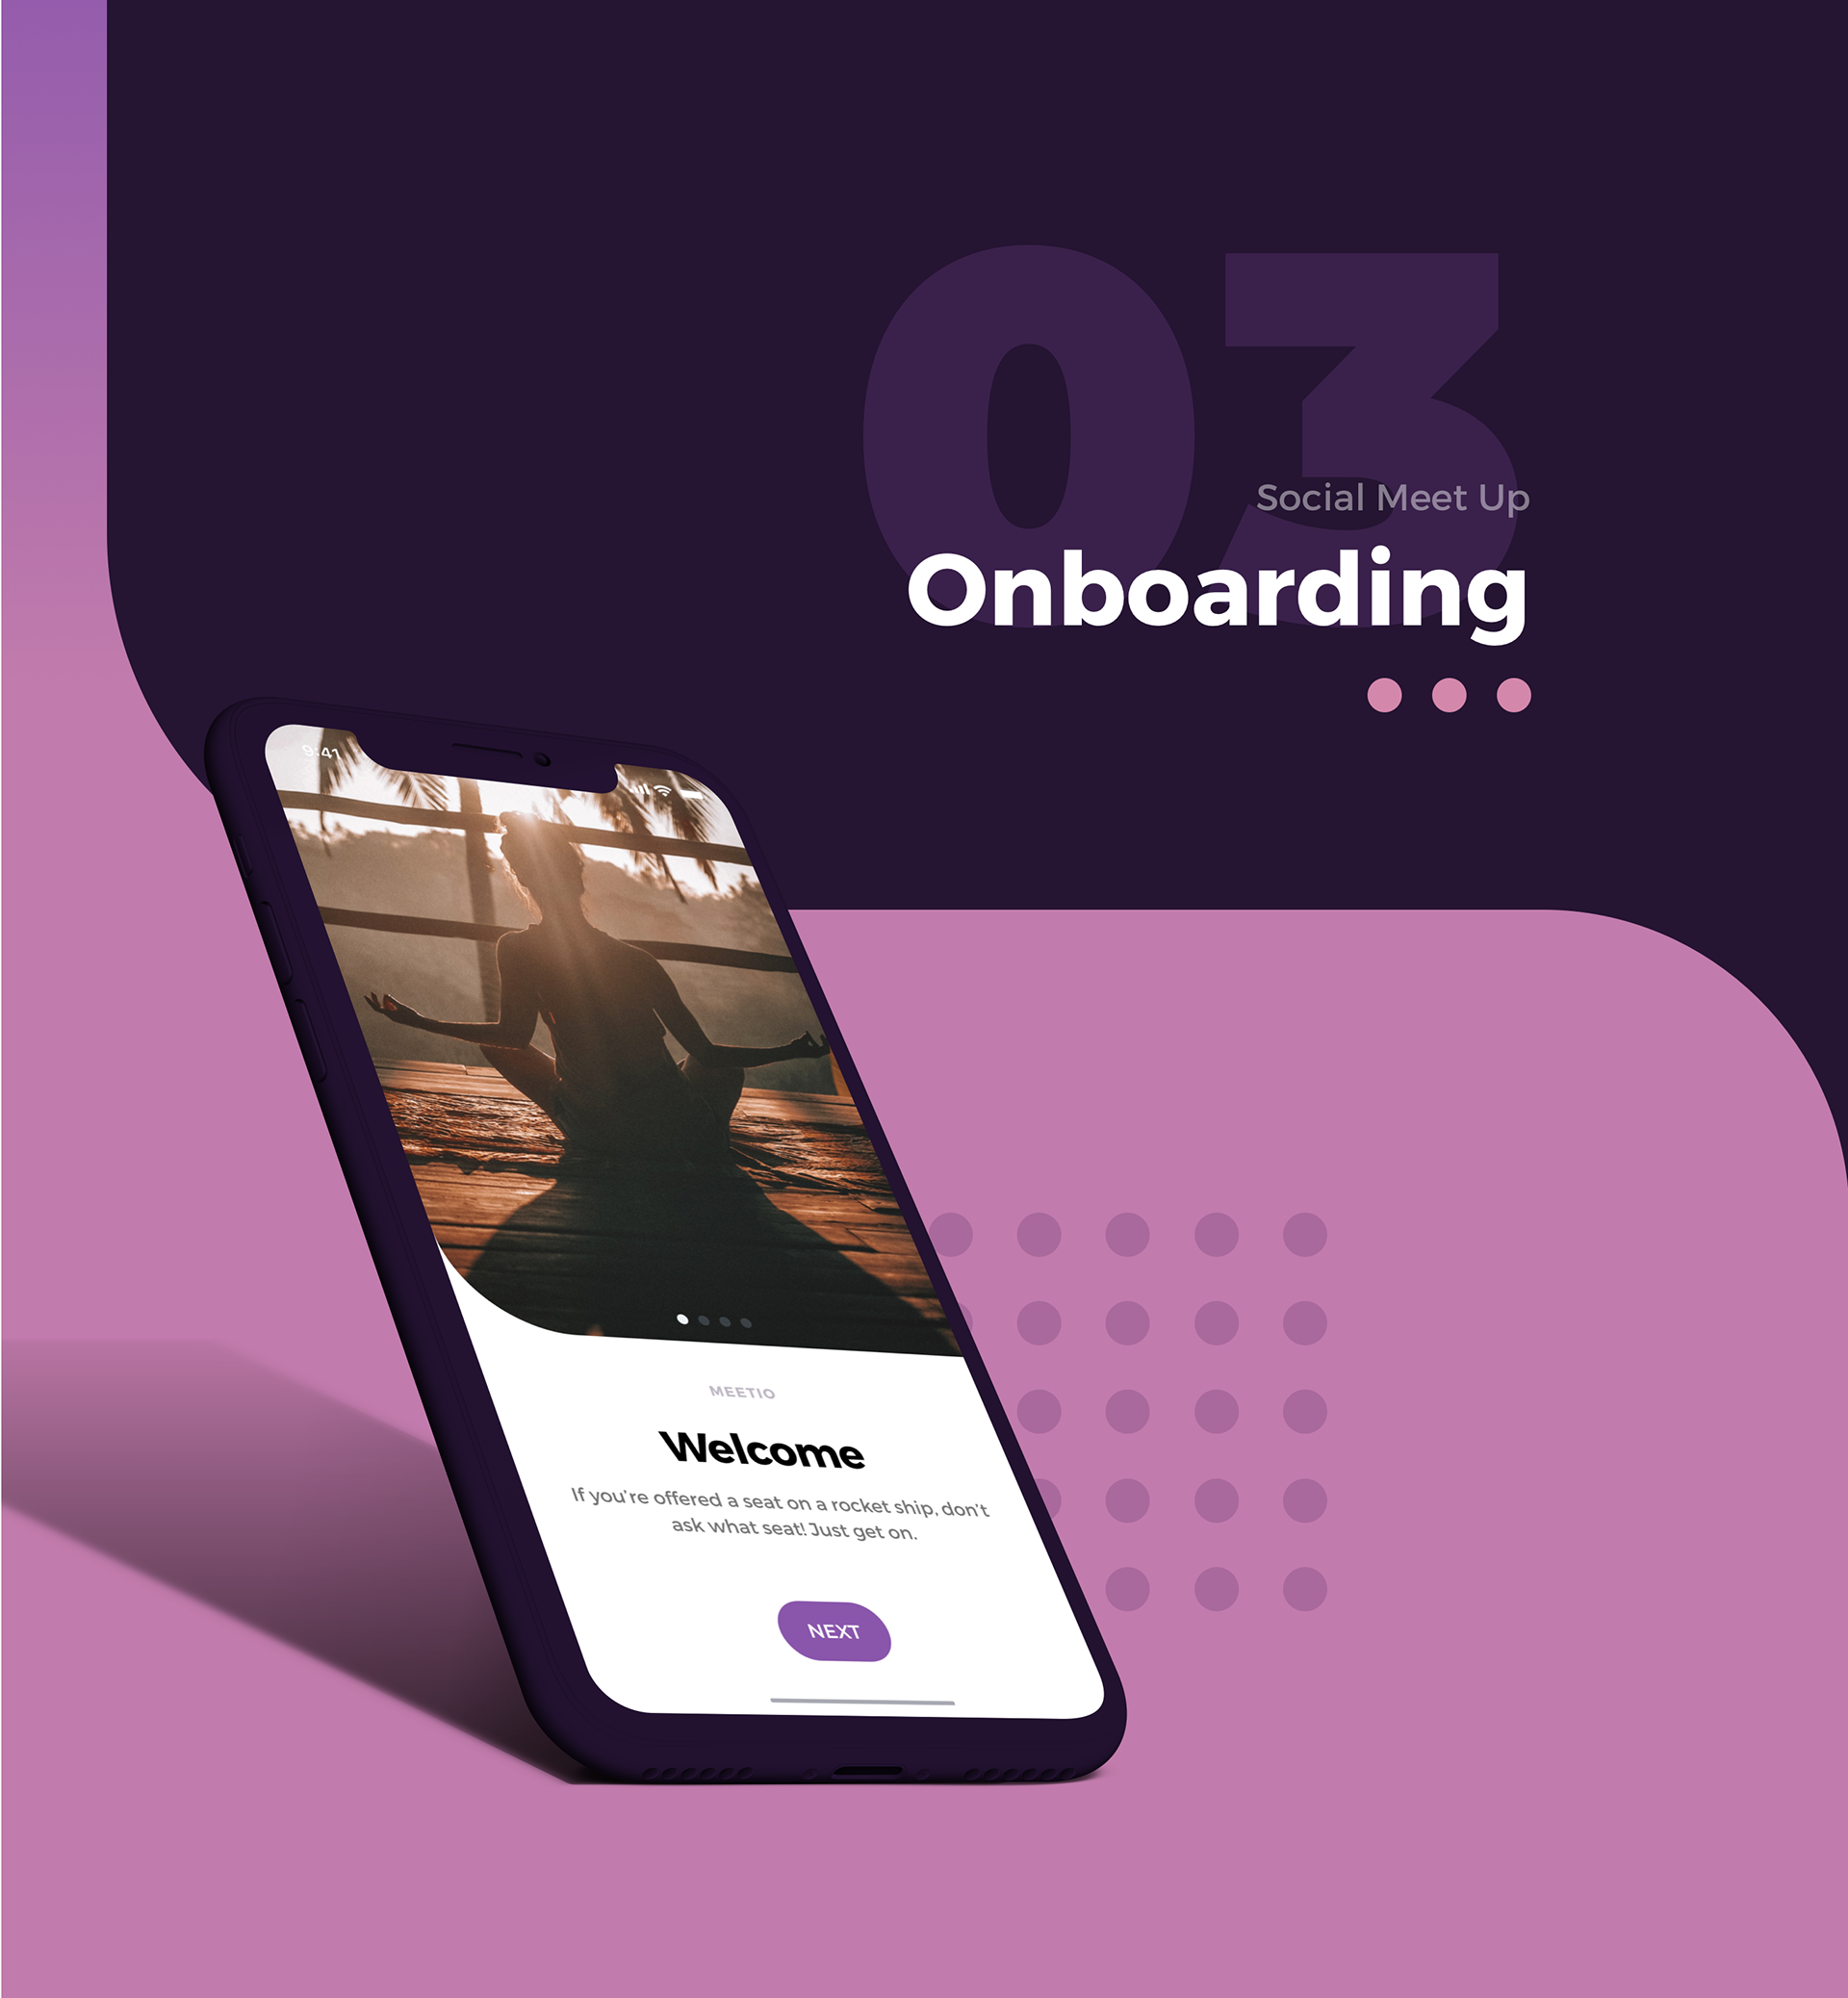 03
Social Meet Up
Onboarding
9:41
MEETIO
Welcome
If you're offered a seat on a rocket ship, don't
ask what seat! Just get on.
NEXT